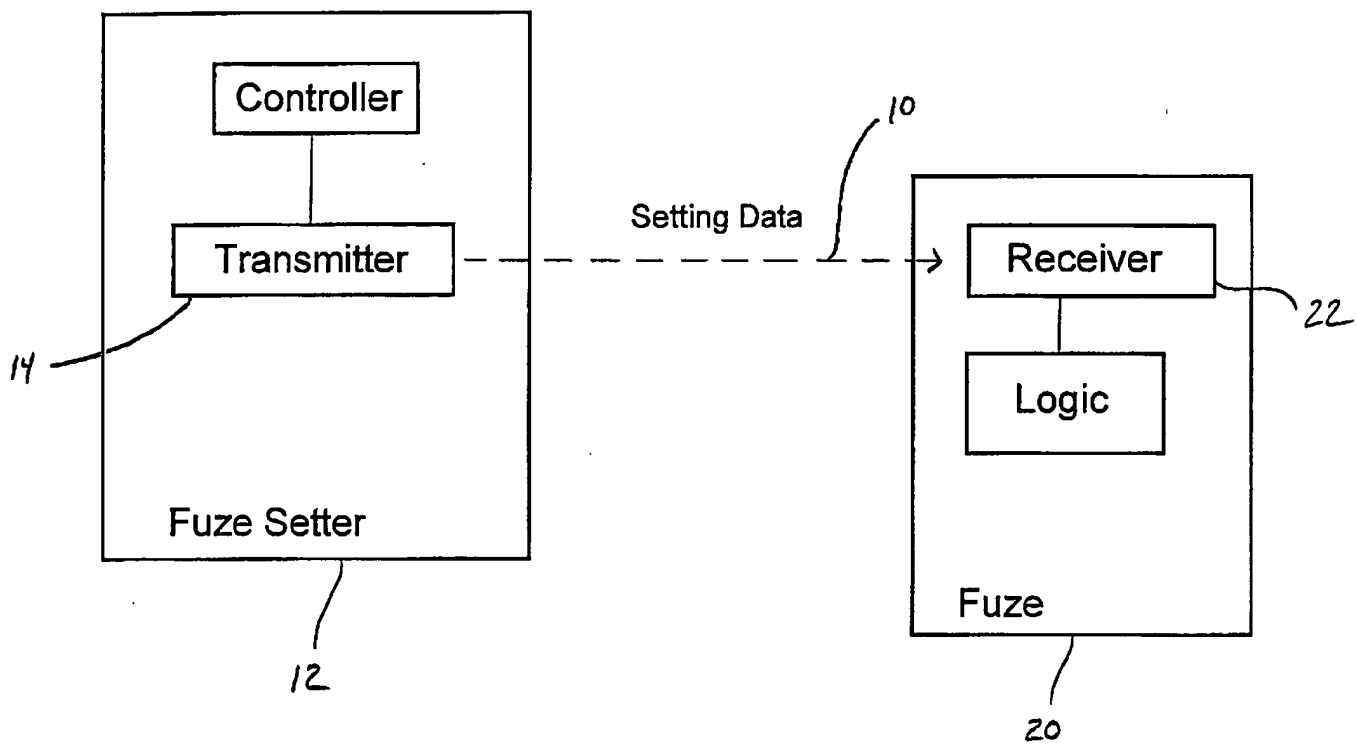 Controller
10
Setting Data
Transmitter
Receiver
22
14
Logic
Fuze Setter
Fuze
12
20